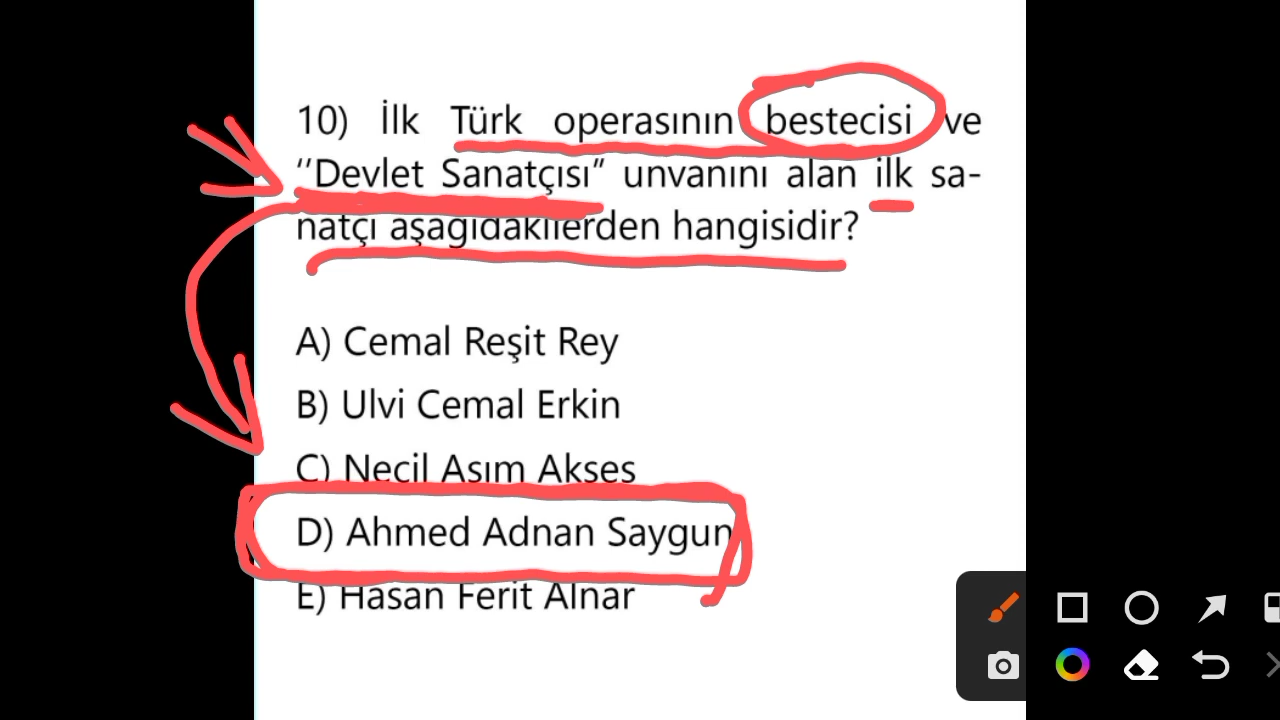 10) İlk Türk operasının bestecisi ve
‘’Devlet Sanatçısı” unvanını alan ilk sa-
natçı aşağıdakilerden hangisidir?
A) Cemal Reşit Rey
B) Ulvi Cemal Erkin
C) Necil Asım Akses
D) Ahmed Adnan Saygun
E) Hasan Ferit Alnar